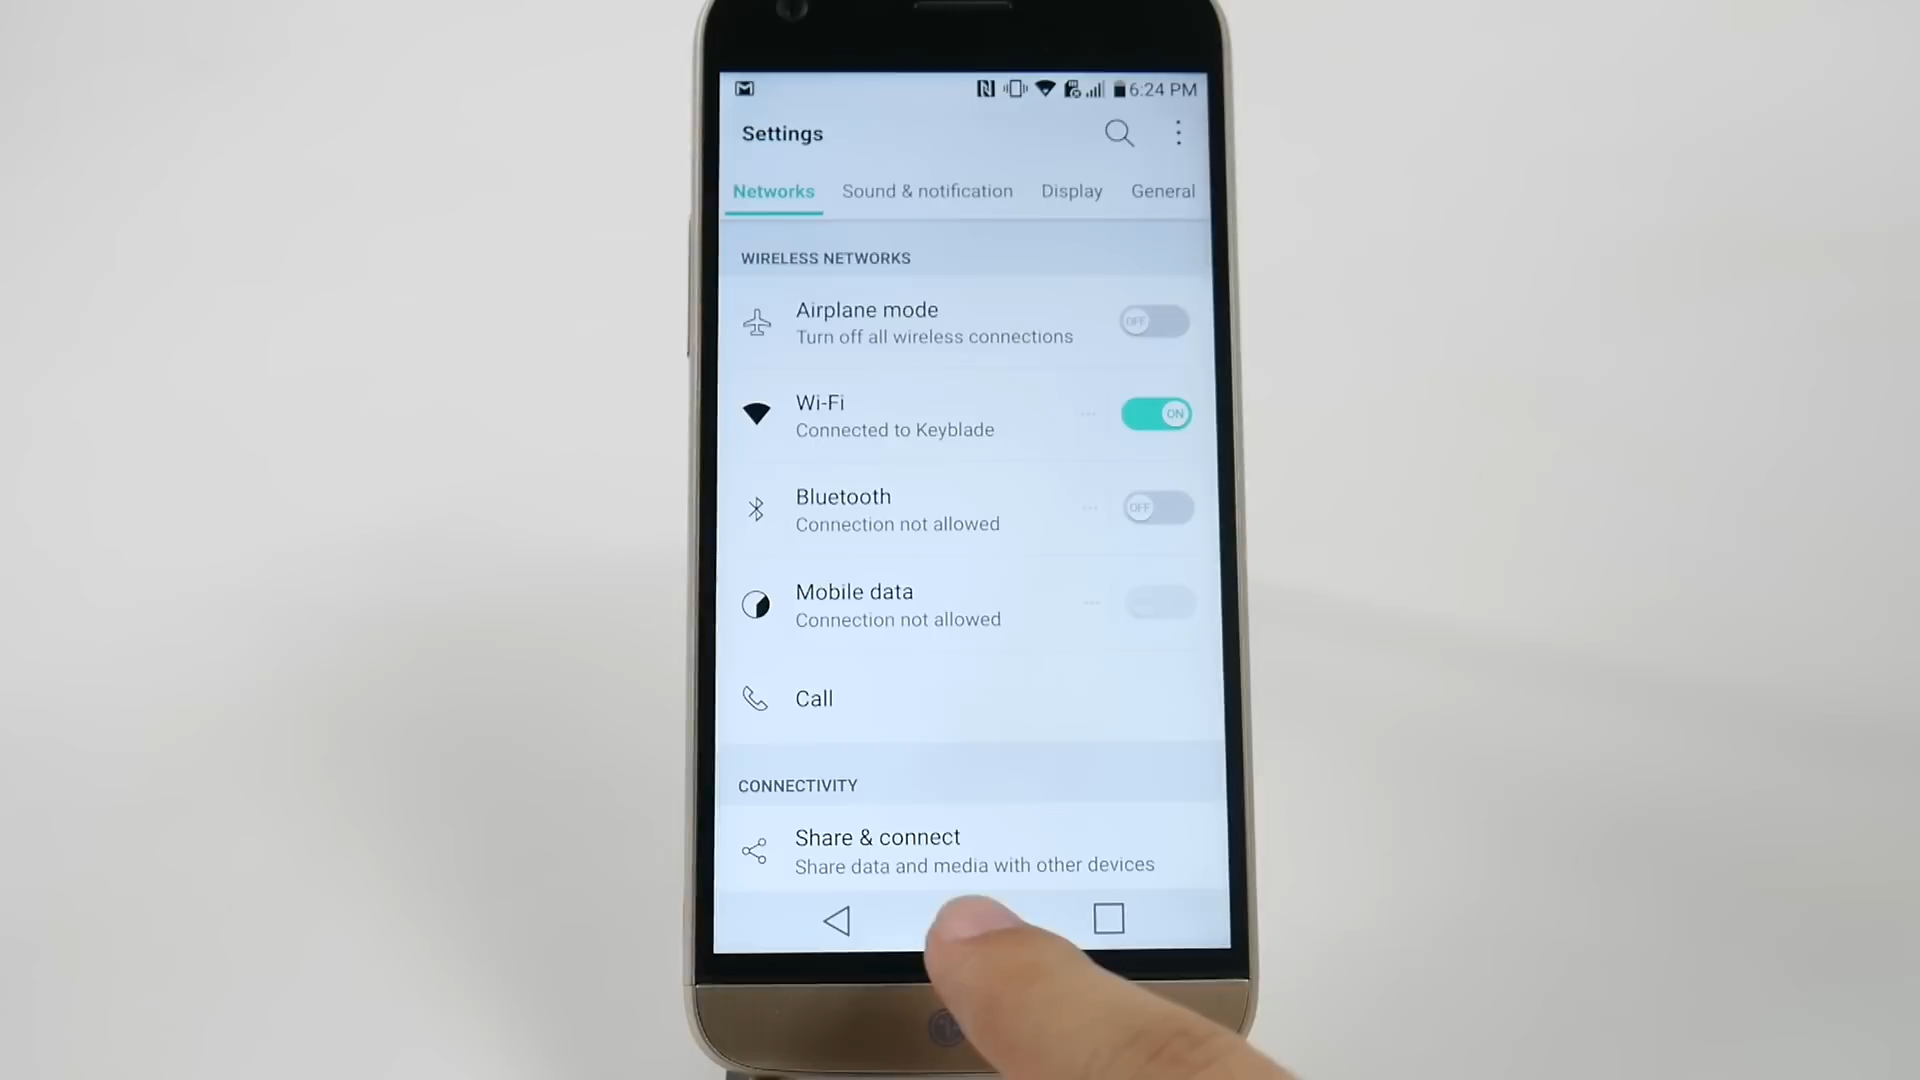 6:24 PM
Settings
Networks Sound & notification Display General
WIRELESS NETWORKS
Airplane mode
Turn off all wireless connections
OFF
Wi-Fi
Connected to Keyblade
ON
Bluetooth
Connection not allowed
OFF
Mobile data
Connection not allowed
Call
CONNECTIVITY
Share & connect
Share data and media with other devices